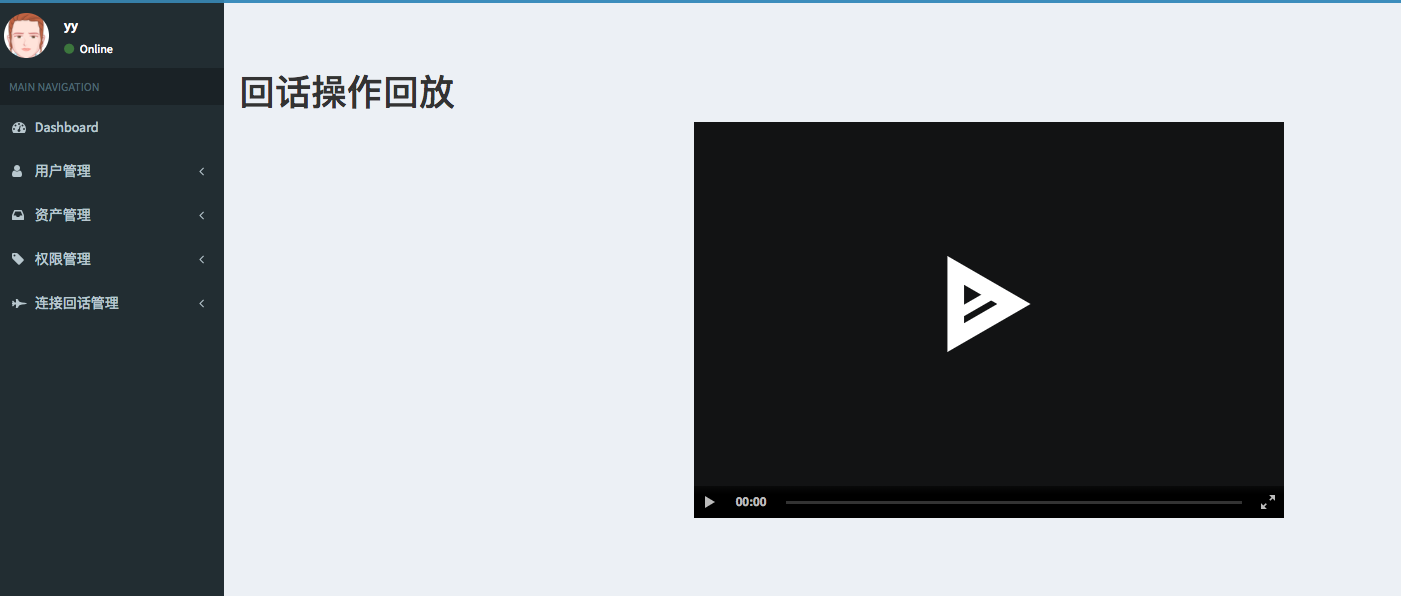 yy
Online
MAIN NAVIGATION
Dashboard
用户管理
资产管理
权限管理
连接回话管理
回话操作回放
00:00